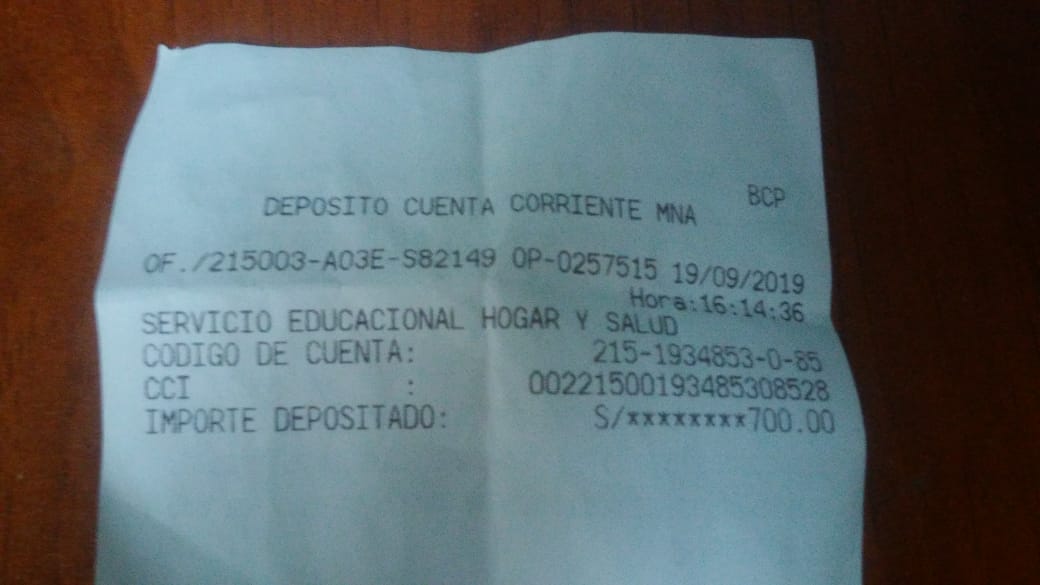 BCP
DEPOSITO CUENTA CORRIENTE MNA
OF./215003-A03E-S82149 OP-0257515 19/09/2019
Hora:16:14:36
SERVICIO EDUCACIONAL HOGAR Y SALUD
CODIGO DE CUENTA: 215-1934853-0-85
CCI : 00221500193485308528
IMPORTE DEPOSITADO: S/********700.00